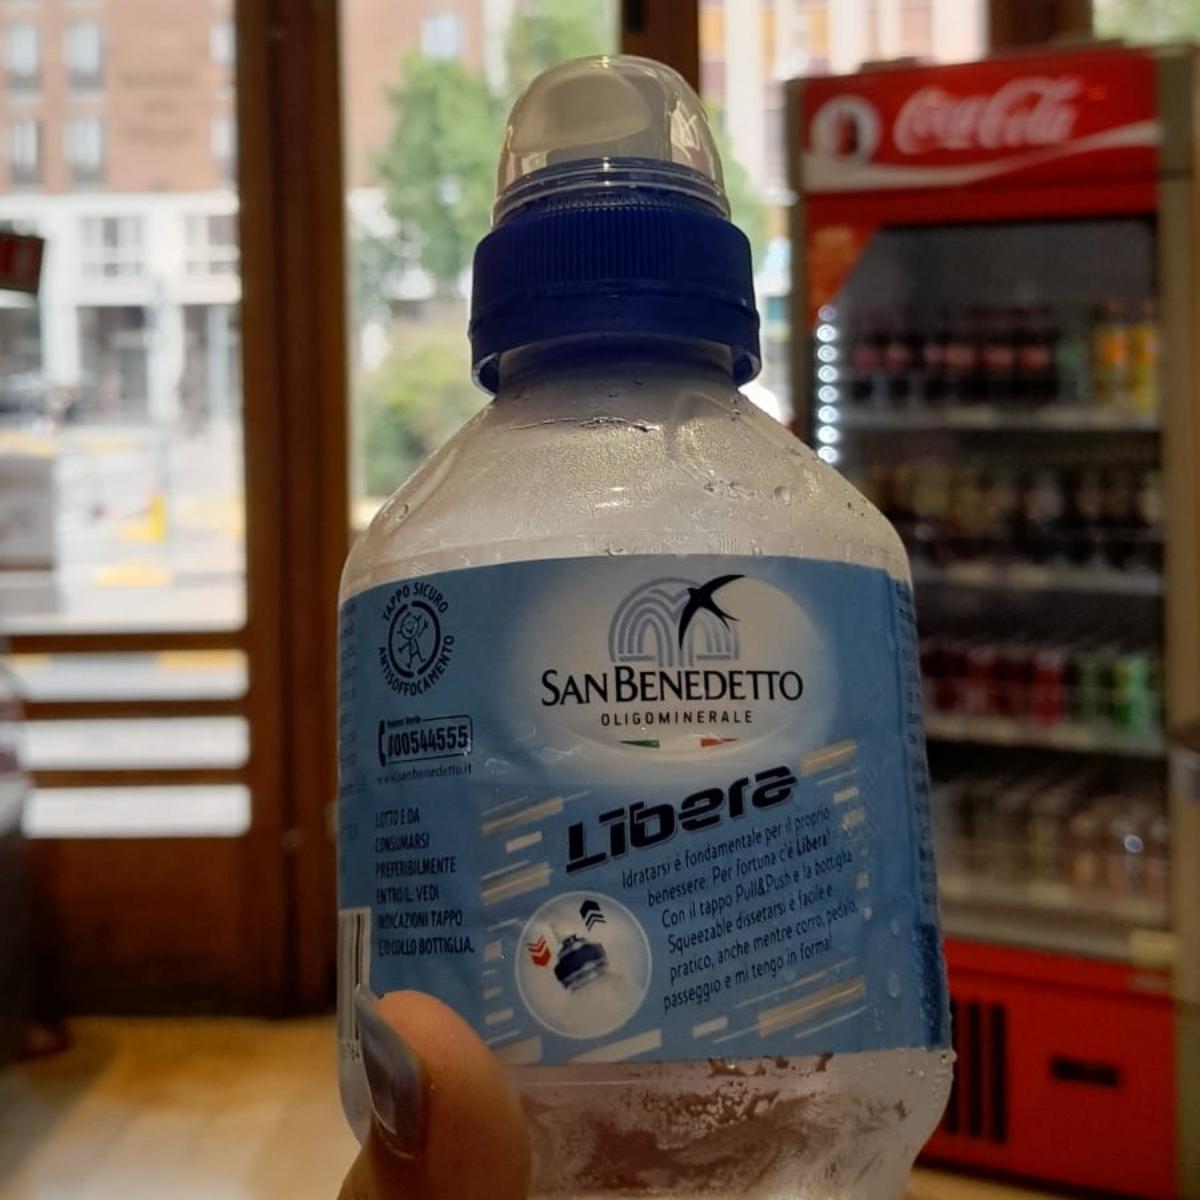 Coca-Cola
TAPPO SICURO
ANTISOFFOCAMENTO
SAN BENEDETTO
OLIGOMINERALE
Numero Verde
800544555
www.sanbenedetto.it
Libera
Idratarsi è fondamentale per il proprio
benessere. Per fortuna c'è Libera!
Con il tappo Pull&Push e la bottiglia
Squeezable dissetarsi è facile e
pratico, anche mentre corro, pedalo,
passeggio e mi tengo in forma!
LOTTO E DA
CONSUMARSI
PREFERIBILMENTE
ENTRO IL: VEDI
INDICAZIONI TAPPO
E/O COLLO BOTTIGLIA.